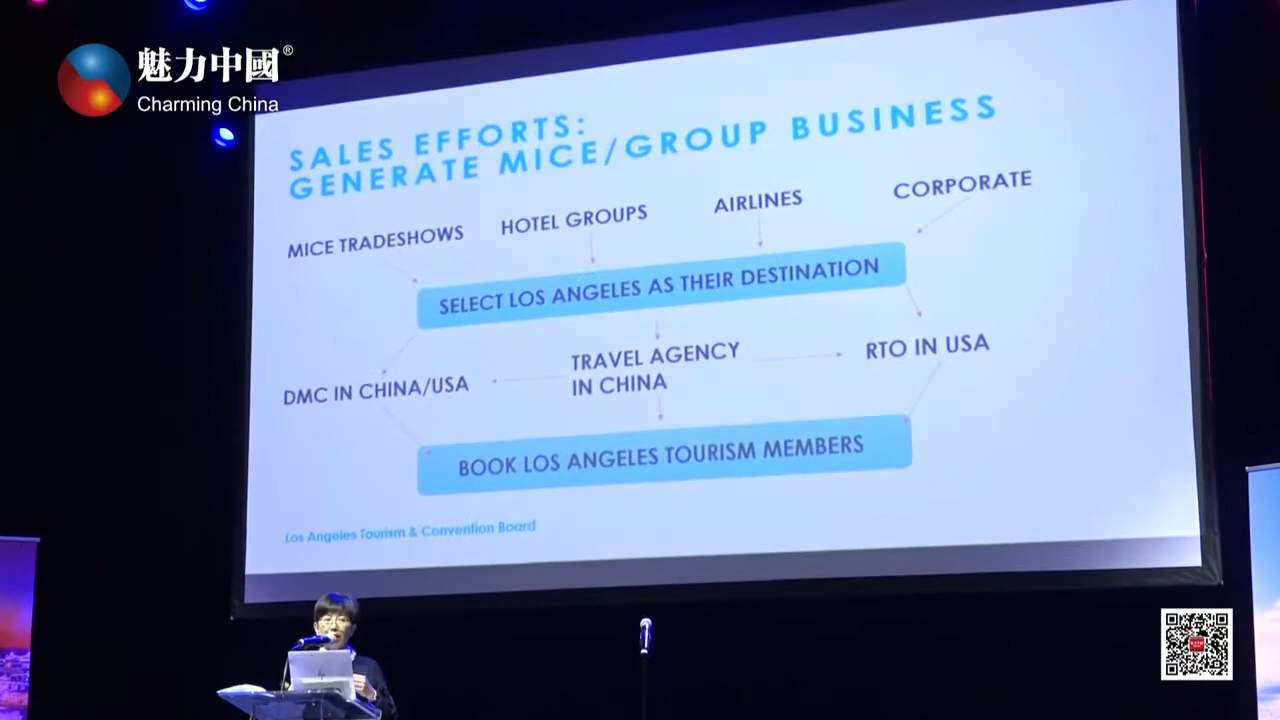 魅力中國®
Charming China
SALES EFFORTS:
GENERATE MICE/GROUP BUSINESS
MICE TRADESHOWS
HOTEL GROUPS
AIRLINES
CORPORATE
SELECT LOS ANGELES AS THEIR DESTINATION
DMC IN CHINA/USA
TRAVEL AGENCY
IN CHINA
RTO IN USA
BOOK LOS ANGELES TOURISM MEMBERS
Los Angeles Tourism & Convention Board